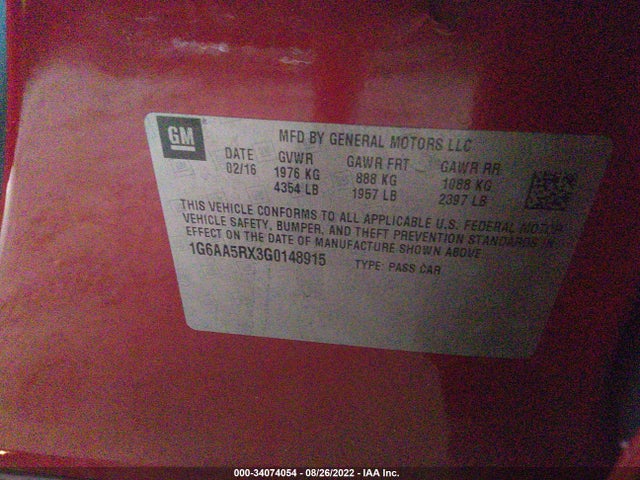 GM
MFD BY GENERAL MOTORS LLC
DATE GVWR GAWR FRT GAWR RR
02/16 1976 KG 888 KG 1088 KG
4354 LB 1957 LB 2397 LB
THIS VEHICLE CONFORMS TO ALL APPLICABLE U.S. FEDERAL MOTOR
VEHICLE SAFETY, BUMPER, AND THEFT PREVENTION STANDARDS IN
EFFECT ON THE DATE OF MANUFACTURE SHOWN ABOVE
1G6AA5RX3G0148915 TYPE: PASS CAR
000-34074054 - 08/26/2022 - IAA Inc.